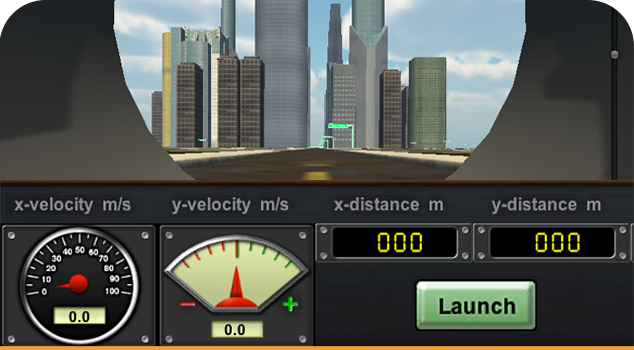 x-velocity m/s
y-velocity m/s
x-distance m
y-distance m
0 10 20 30 40 50 60 70 80 90 100
000
000
- +
0.0
0.0
Launch